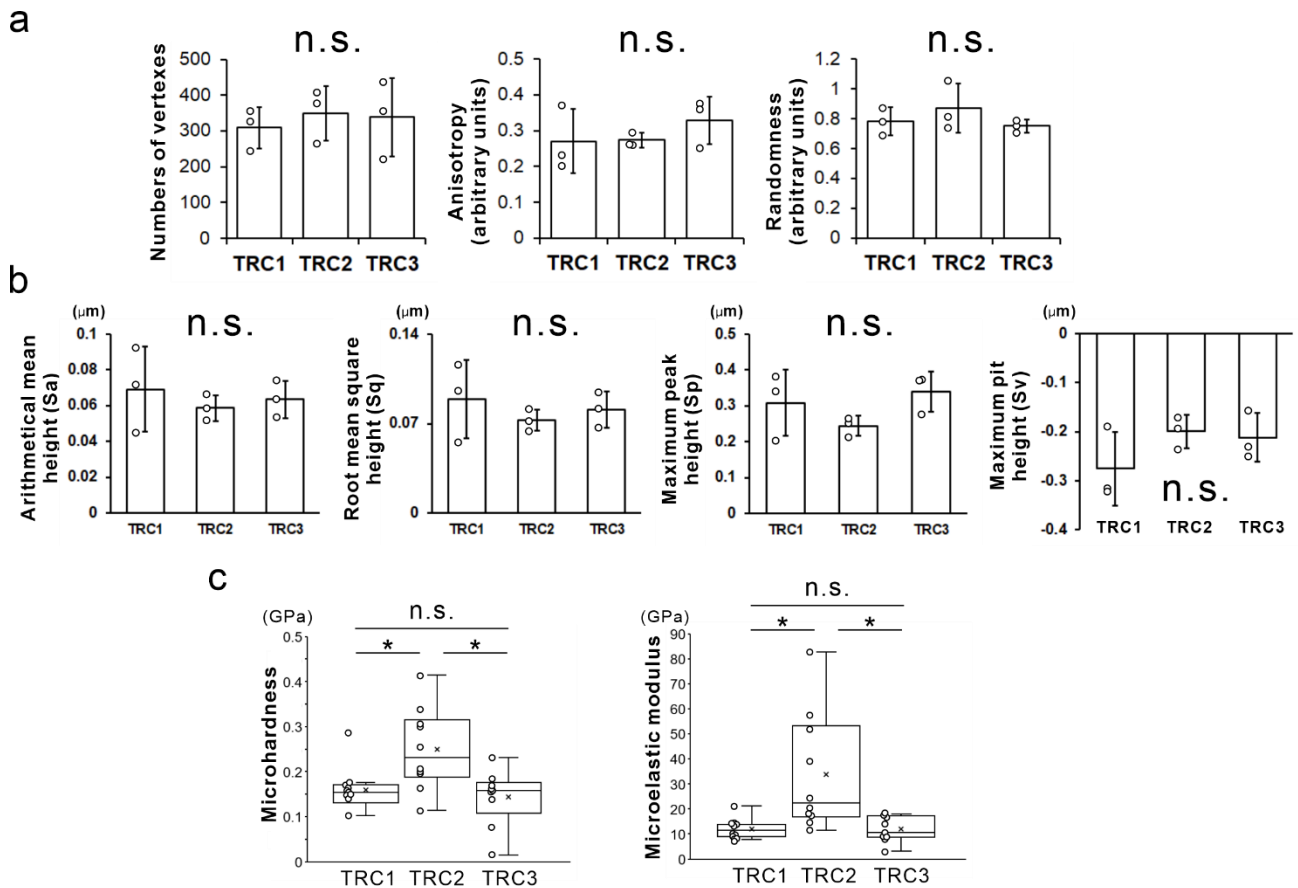 a
n.s.
n.s.
n.s.
Numbers of vertexes
500
400
300
200
100
0
TRC1 TRC2 TRC3
Anisotropy
(arbitrary units)
0.5
0.4
0.3
0.2
0.1
0
TRC1 TRC2 TRC3
Randomness
(arbitrary units)
1.2
1
0.8
0.6
0.4
0.2
0
TRC1 TRC2 TRC3
b
(μm)
n.s.
Arithmetical mean
height (Sa)
0.1
0.08
0.06
0.04
0.02
0
TRC1 TRC2 TRC3
(μm)
n.s.
Root mean square
height (Sq)
0.14
0.07
0
TRC1 TRC2 TRC3
(μm)
n.s.
Maximum peak
height (Sp)
0.5
0.4
0.3
0.2
0.1
0
TRC1 TRC2 TRC3
(μm)
Maximum pit
height (Sv)
0
-0.1
-0.2
-0.3
-0.4
n.s.
TRC1 TRC2 TRC3
c
(GPa)
n.s.
* *
Microhardness
0.5
0.4
0.3
0.2
0.1
0
TRC1 TRC2 TRC3
(GPa)
n.s.
* *
Microelastic modulus
90
80
70
60
50
40
30
20
10
0
TRC1 TRC2 TRC3